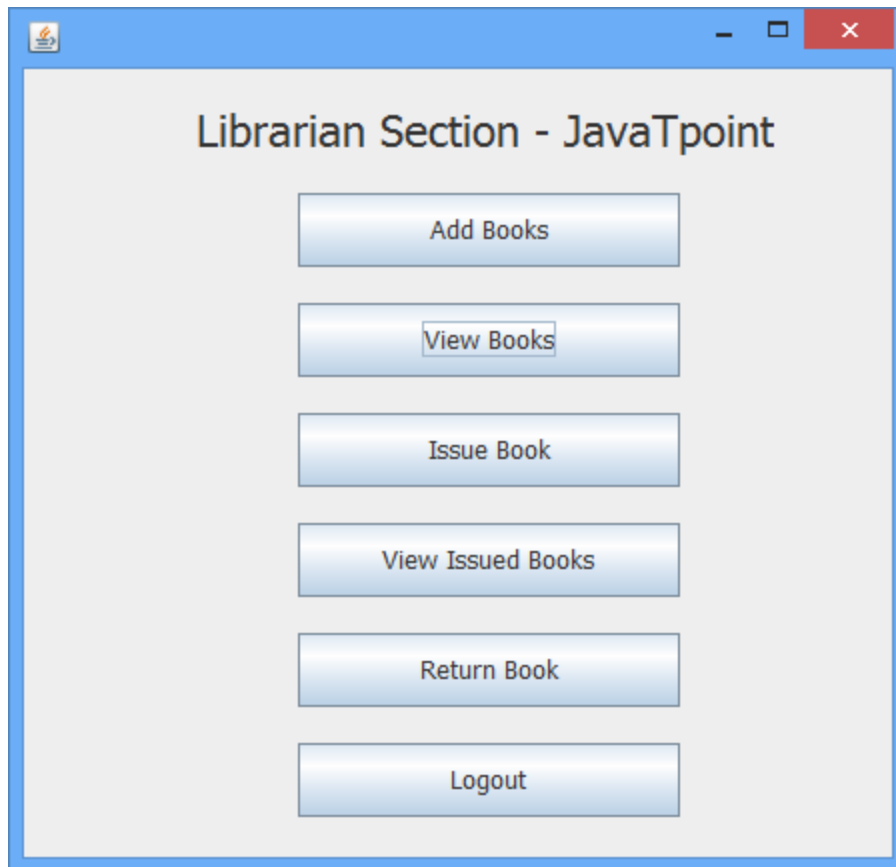 Librarian Section - JavaTpoint
Add Books
View Books
Issue Book
View Issued Books
Return Book
Logout